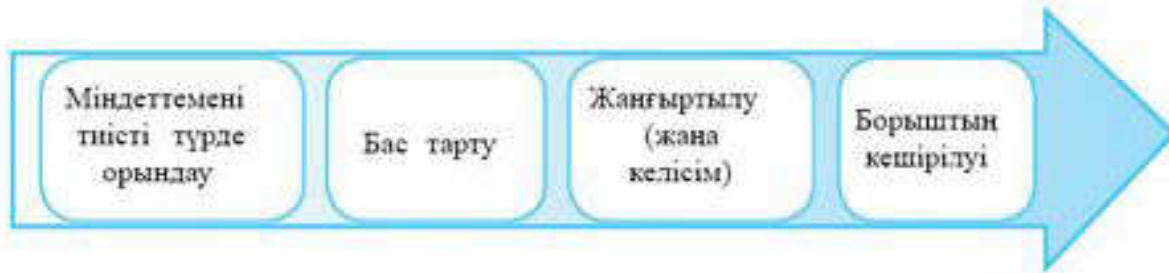 Міндеттемені
тиісті түрде
орындау
Бас тарту
Жаңғыртылу
(жаңа
келісім)
Борыштың
кешірілуі